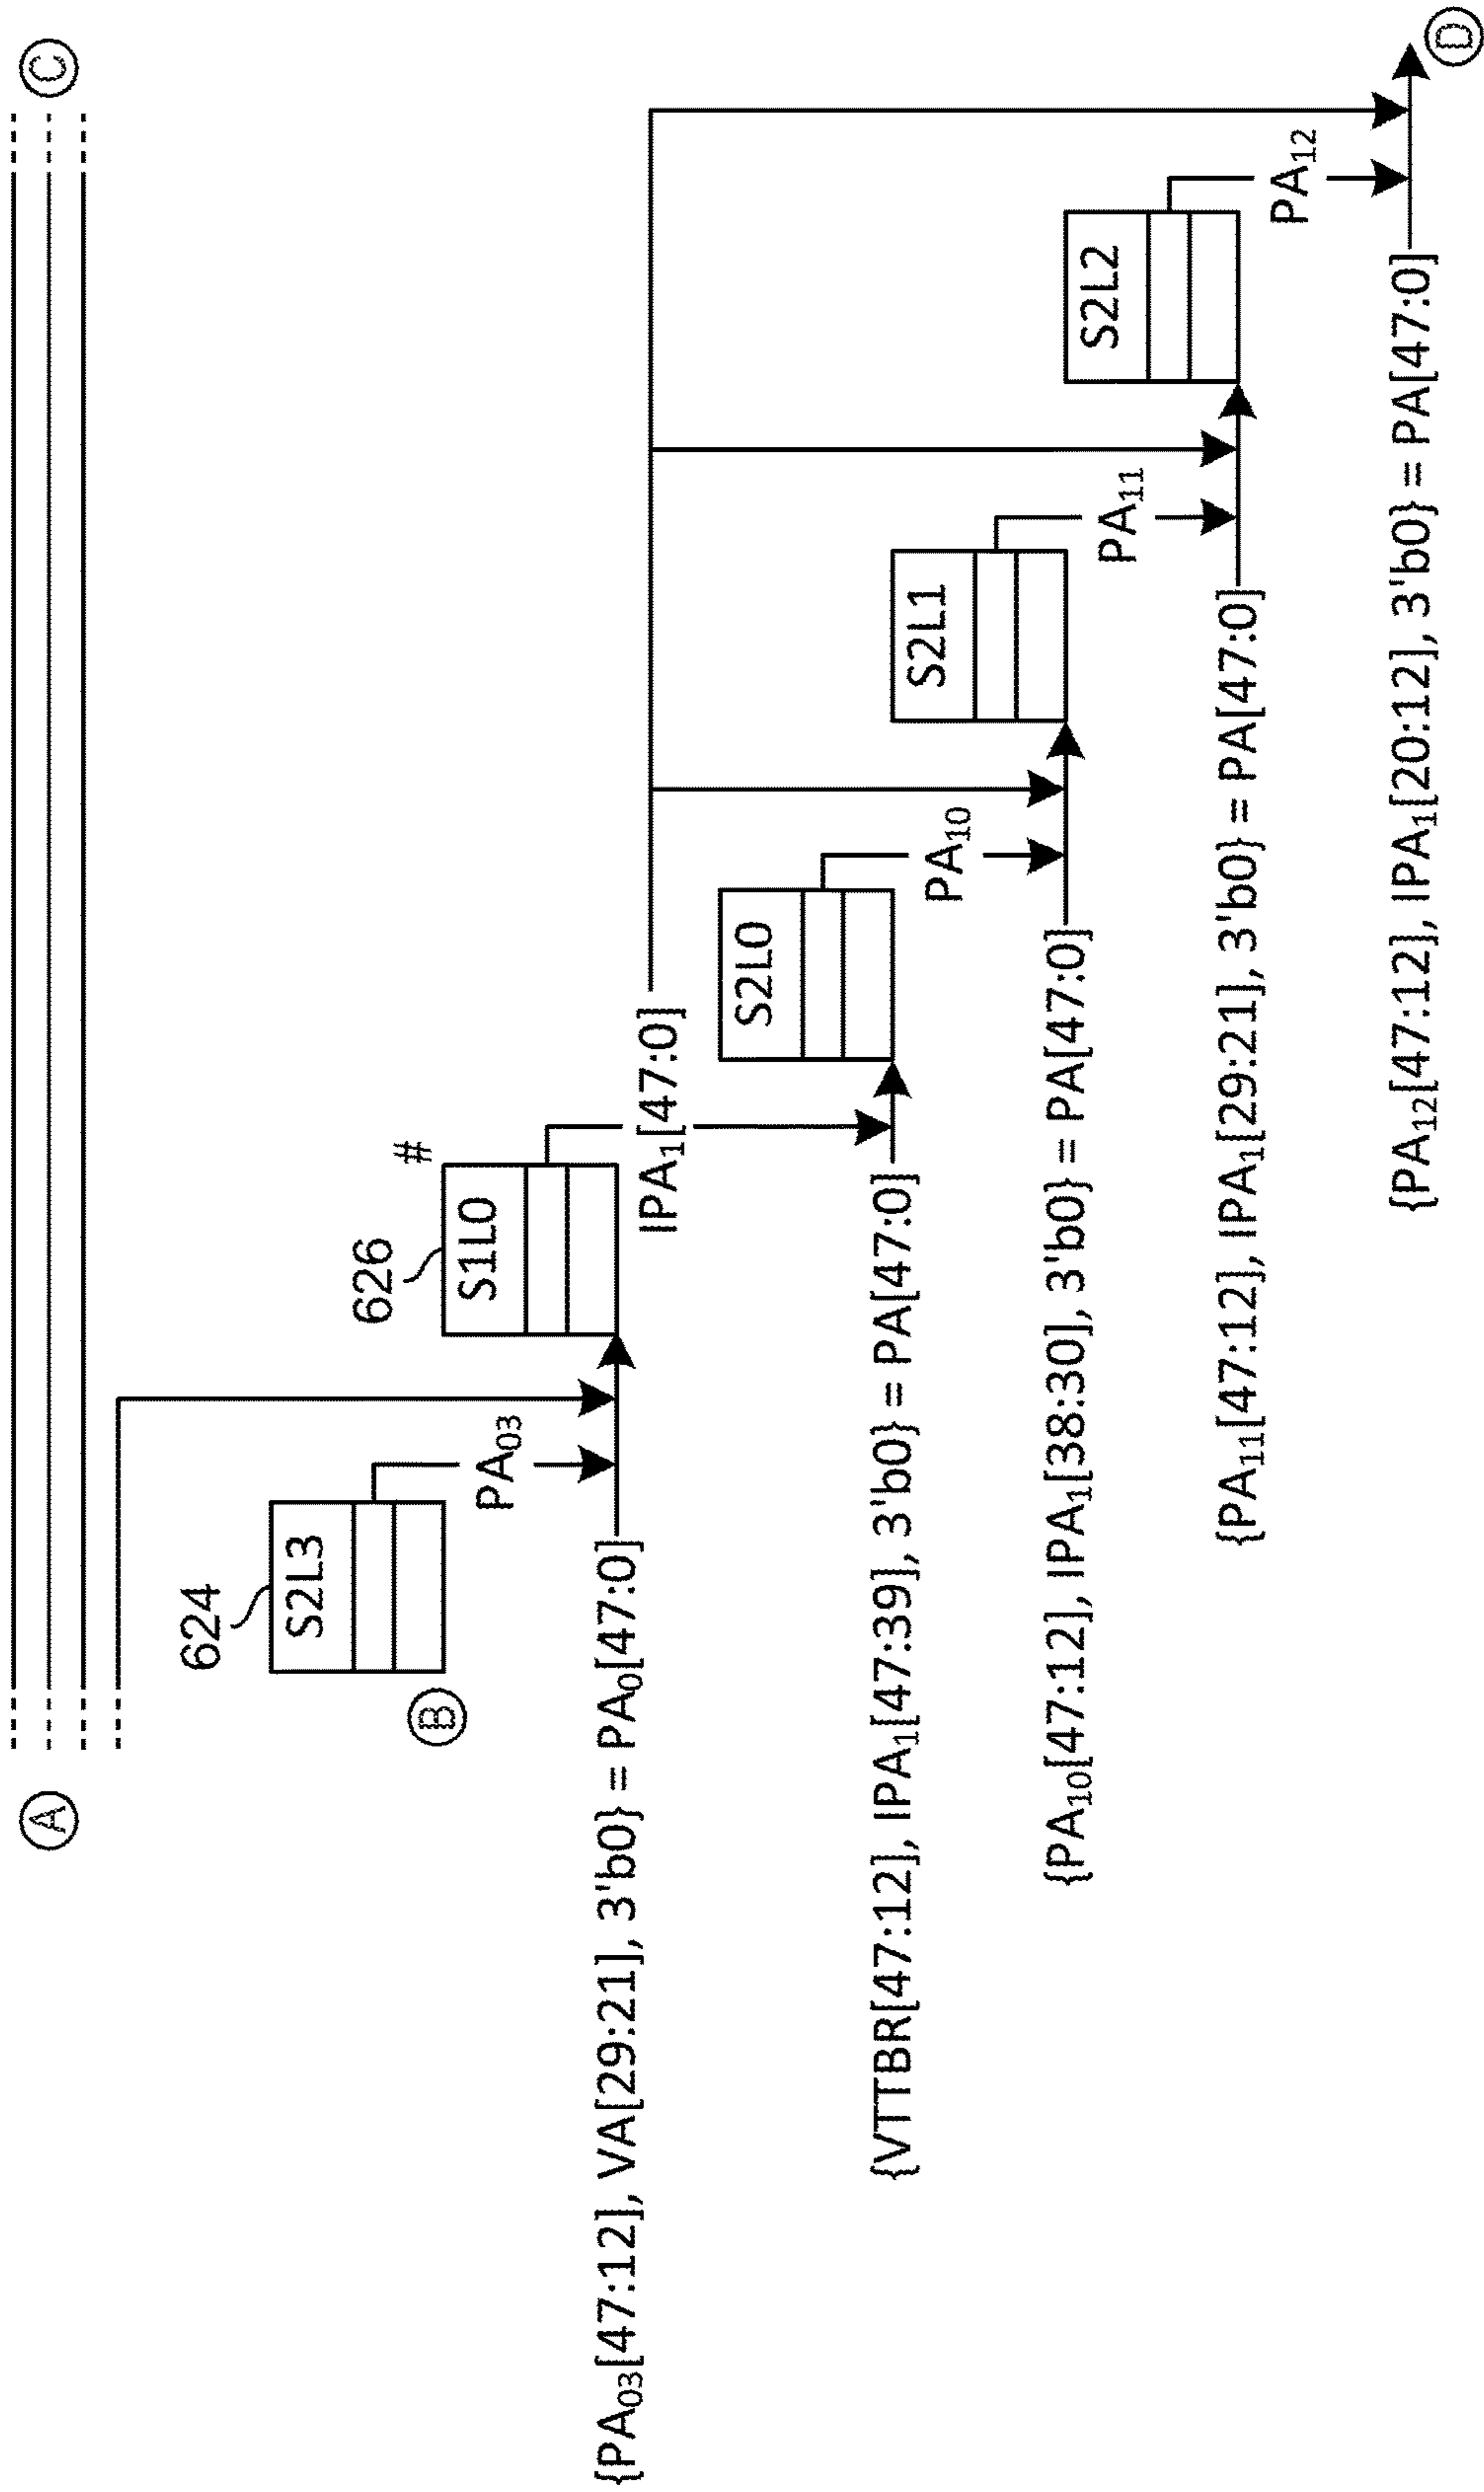 Ⓐ
Ⓒ
624
S2L3
Ⓑ
PA₀₃
{PA₀₃[47:12], VA[29:21], 3'b0} = PA₀[47:0]
626
S1L0
#
IPA₁[47:0]
S2L0
{VTTBR[47:12], IPA₁[47:39], 3'b0} = PA[47:0]
PA₁₀
S2L1
{PA₁₀[47:12], IPA₁[38:30], 3'b0} = PA[47:0]
PA₁₁
S2L2
{PA₁₁[47:12], IPA₁[29:21], 3'b0} = PA[47:0]
PA₁₂
{PA₁₂[47:12], IPA₁[20:12], 3'b0} = PA[47:0]
Ⓓ